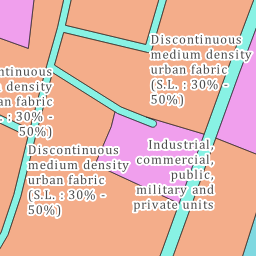 Discontinuous
medium density
urban fabric
(S.L. : 30% -
50%)
ntinuous
density
an fabric
. : 30% -
50%)
Industrial,
commercial,
public,
military and
private units
Discontinuous
medium density
urban fabric
(S.L. : 30% -
50%)